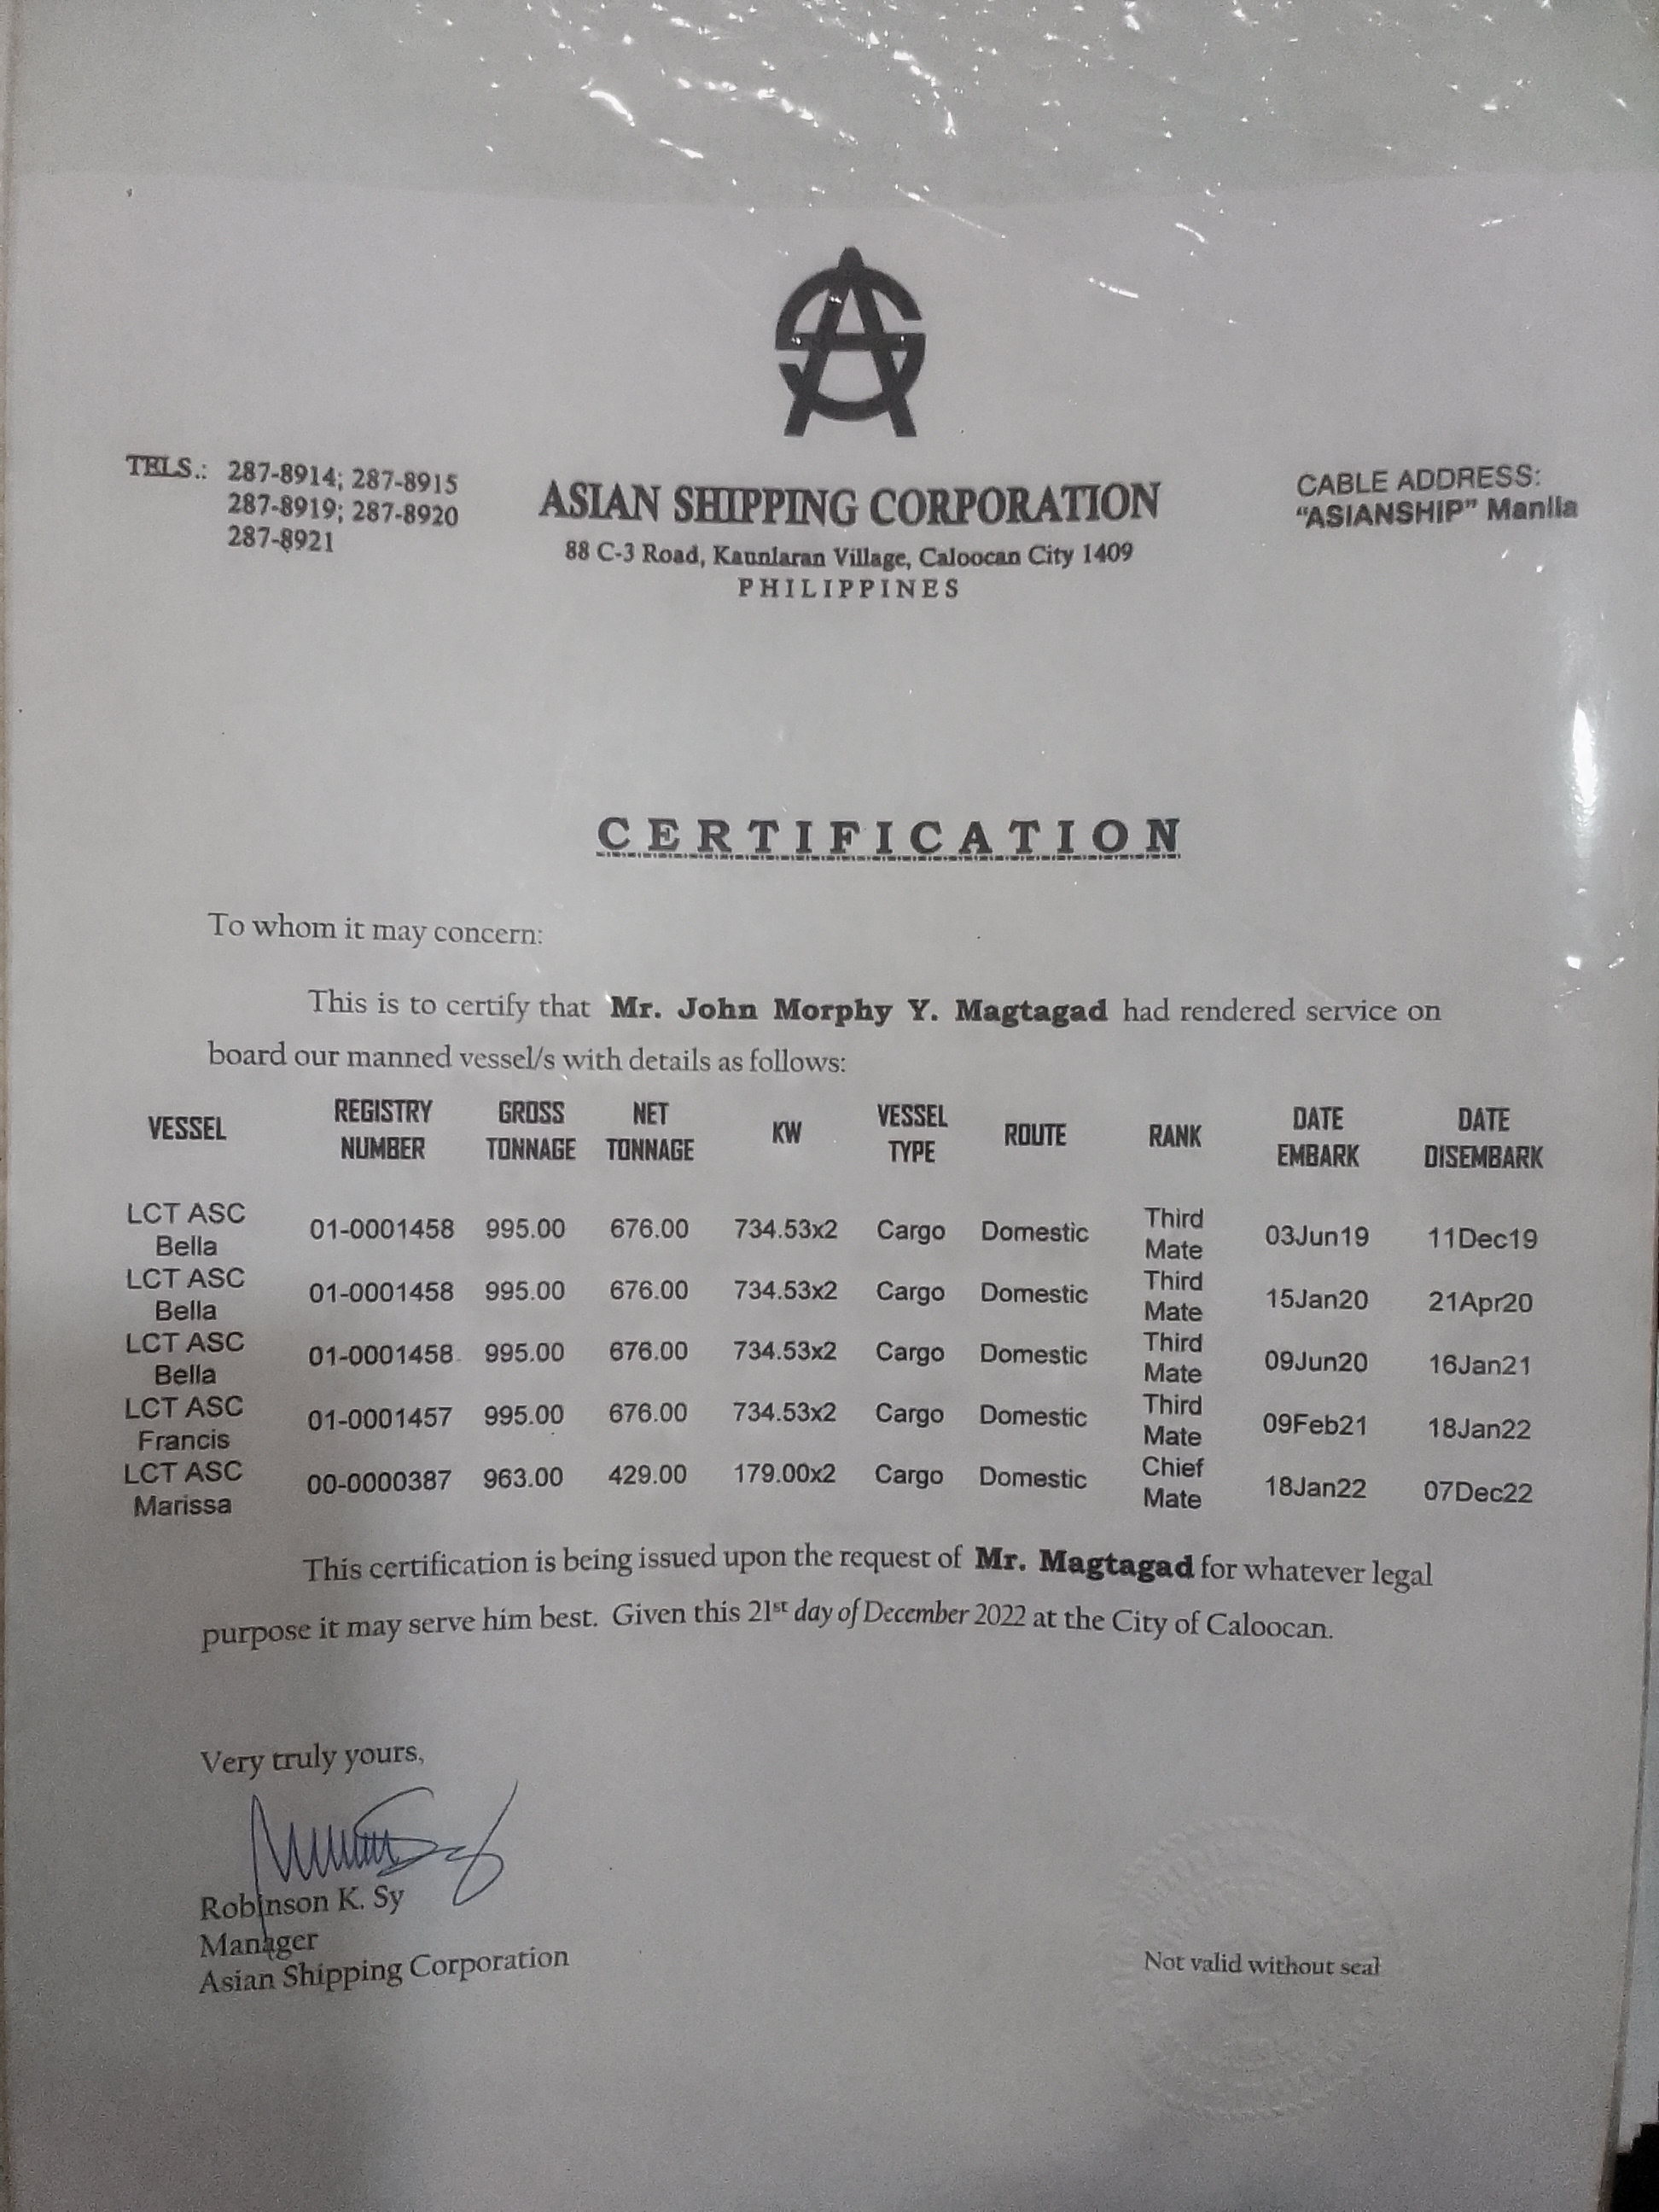 TELS.: 287-8914; 287-8915
287-8919; 287-8920
287-8921
ASIAN SHIPPING CORPORATION
88 C-3 Road, Kaunlaran Village, Caloocan City 1409
PHILIPPINES
CABLE ADDRESS:
"ASIANSHIP" Manila
CERTIFICATION
To whom it may concern:
This is to certify that Mr. John Morphy Y. Magtagad had rendered service on
board our manned vessel/s with details as follows:
VESSEL REGISTRY NUMBER GROSS TONNAGE NET TONNAGE KW VESSEL TYPE ROUTE RANK DATE EMBARK DATE DISEMBARK
LCT ASC Bella 01-0001458 995.00 676.00 734.53x2 Cargo Domestic Third Mate 03Jun19 11Dec19
LCT ASC Bella 01-0001458 995.00 676.00 734.53x2 Cargo Domestic Third Mate 15Jan20 21Apr20
LCT ASC Bella 01-0001458 995.00 676.00 734.53x2 Cargo Domestic Third Mate 09Jun20 16Jan21
LCT ASC Francis 01-0001457 995.00 676.00 734.53x2 Cargo Domestic Third Mate 09Feb21 18Jan22
LCT ASC Marissa 00-0000387 963.00 429.00 179.00x2 Cargo Domestic Chief Mate 18Jan22 07Dec22
This certification is being issued upon the request of Mr. Magtagad for whatever legal
purpose it may serve him best. Given this 21st day of December 2022 at the City of Caloocan.
Very truly yours,
Robinson K. Sy
Manager
Asian Shipping Corporation
Not valid without seal